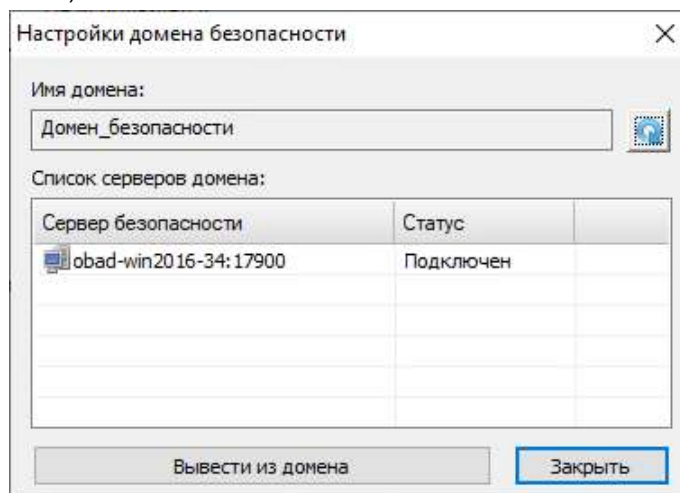 Настройки домена безопасности
Имя домена:
Домен_безопасности
Список серверов домена:
Сервер безопасности Статус
obad-win2016-34:17900 Подключен
Вывести из домена Закрыть